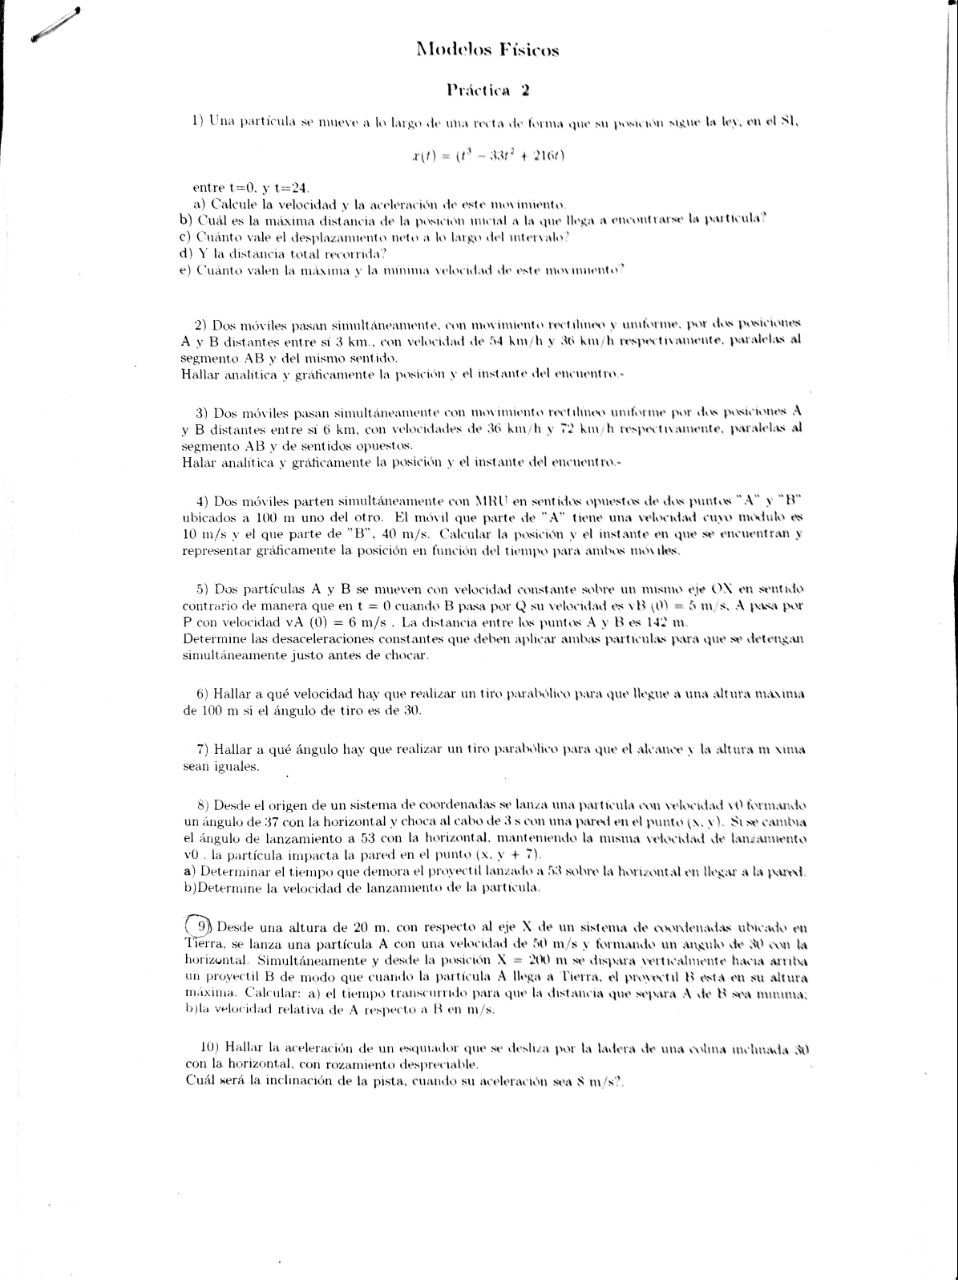 Modelos Físicos
Práctica 2
1) Una partícula se mueve a lo largo de una recta de forma que su posición sigue la ley, en el SI,
x(t) = (t³ − 33t² + 216t)
entre t=0, y t=24.
a) Calcule la velocidad y la aceleración de este movimiento
b) Cuál es la máxima distancia de la posición inicial a la que llega a encontrarse la partícula?
c) Cuánto vale el desplazamiento neto a lo largo del intervalo?
d) Y la distancia total recorrida?
e) Cuánto valen la máxima y la mínima velocidad de este movimiento?
2) Dos móviles pasan simultáneamente, con movimiento rectilíneo y uniforme, por dos posiciones
A y B distantes entre sí 3 km., con velocidad de 54 km/h y 36 km/h respectivamente, paralelas al
segmento AB y del mismo sentido.
Hallar analítica y gráficamente la posición y el instante del encuentro.-
3) Dos móviles pasan simultáneamente con movimiento rectilíneo uniforme por dos posiciones A
y B distantes entre sí 6 km, con velocidades de 36 km/h y 72 km/h respectivamente, paralelas al
segmento AB y de sentidos opuestos.
Halar analítica y gráficamente la posición y el instante del encuentro.-
4) Dos móviles parten simultáneamente con MRU en sentidos opuestos de dos puntos "A" y "B"
ubicados a 100 m uno del otro. El móvil que parte de "A" tiene una velocidad cuyo módulo es
10 m/s y el que parte de "B", 40 m/s. Calcular la posición y el instante en que se encuentran y
representar gráficamente la posición en función del tiempo para ambos móviles.
5) Dos partículas A y B se mueven con velocidad constante sobre un mismo eje OX en sentido
contrario de manera que en t = 0 cuando B pasa por Q su velocidad es vB (0) = 5 m/s, A pasa por
P con velocidad vA (0) = 6 m/s . La distancia entre los puntos A y B es 142 m.
Determine las desaceleraciones constantes que deben aplicar ambas partículas para que se detengan
simultáneamente justo antes de chocar.
6) Hallar a qué velocidad hay que realizar un tiro parabólico para que llegue a una altura máxima
de 100 m si el ángulo de tiro es de 30.
7) Hallar a qué ángulo hay que realizar un tiro parabólico para que el alcance y la altura m xima
sean iguales.
8) Desde el origen de un sistema de coordenadas se lanza una partícula con velocidad v0 formando
un ángulo de 37 con la horizontal y choca al cabo de 3 s con una pared en el punto (x, y). Si se cambia
el ángulo de lanzamiento a 53 con la horizontal, manteniendo la misma velocidad de lanzamiento
v0 , la partícula impacta la pared en el punto (x, y + 7).
a) Determinar el tiempo que demora el proyectil lanzado a 53 sobre la horizontal en llegar a la pared.
b)Determine la velocidad de lanzamiento de la partícula.
9) Desde una altura de 20 m, con respecto al eje X de un sistema de coordenadas ubicado en
Tierra, se lanza una partícula A con una velocidad de 50 m/s y formando un ángulo de 30 con la
horizontal. Simultáneamente y desde la posición X = 200 m se dispara verticalmente hacia arriba
un proyectil B de modo que cuando la partícula A llega a Tierra, el proyectil B está en su altura
máxima. Calcular: a) el tiempo transcurrido para que la distancia que separa A de B sea mínima;
b)la velocidad relativa de A respecto a B en m/s.
10) Hallar la aceleración de un esquiador que se desliza por la ladera de una colina inclinada 30
con la horizontal, con rozamiento despreciable.
Cuál será la inclinación de la pista, cuando su aceleración sea 8 m/s?.